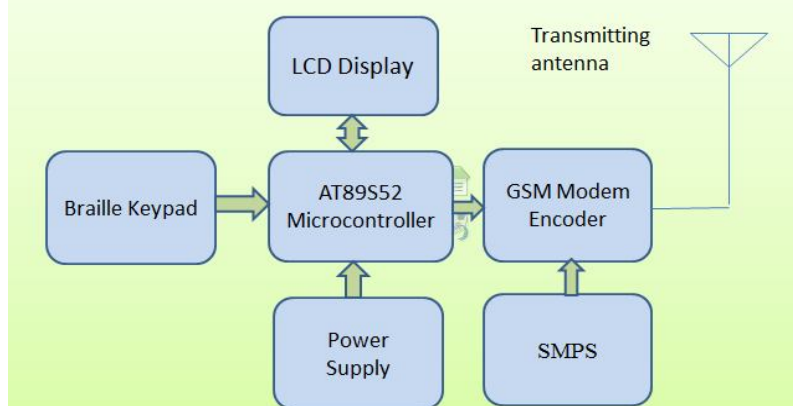 LCD Display
Transmitting
antenna
Braille Keypad
AT89S52
Microcontroller
GSM Modem
Encoder
Power
Supply
SMPS